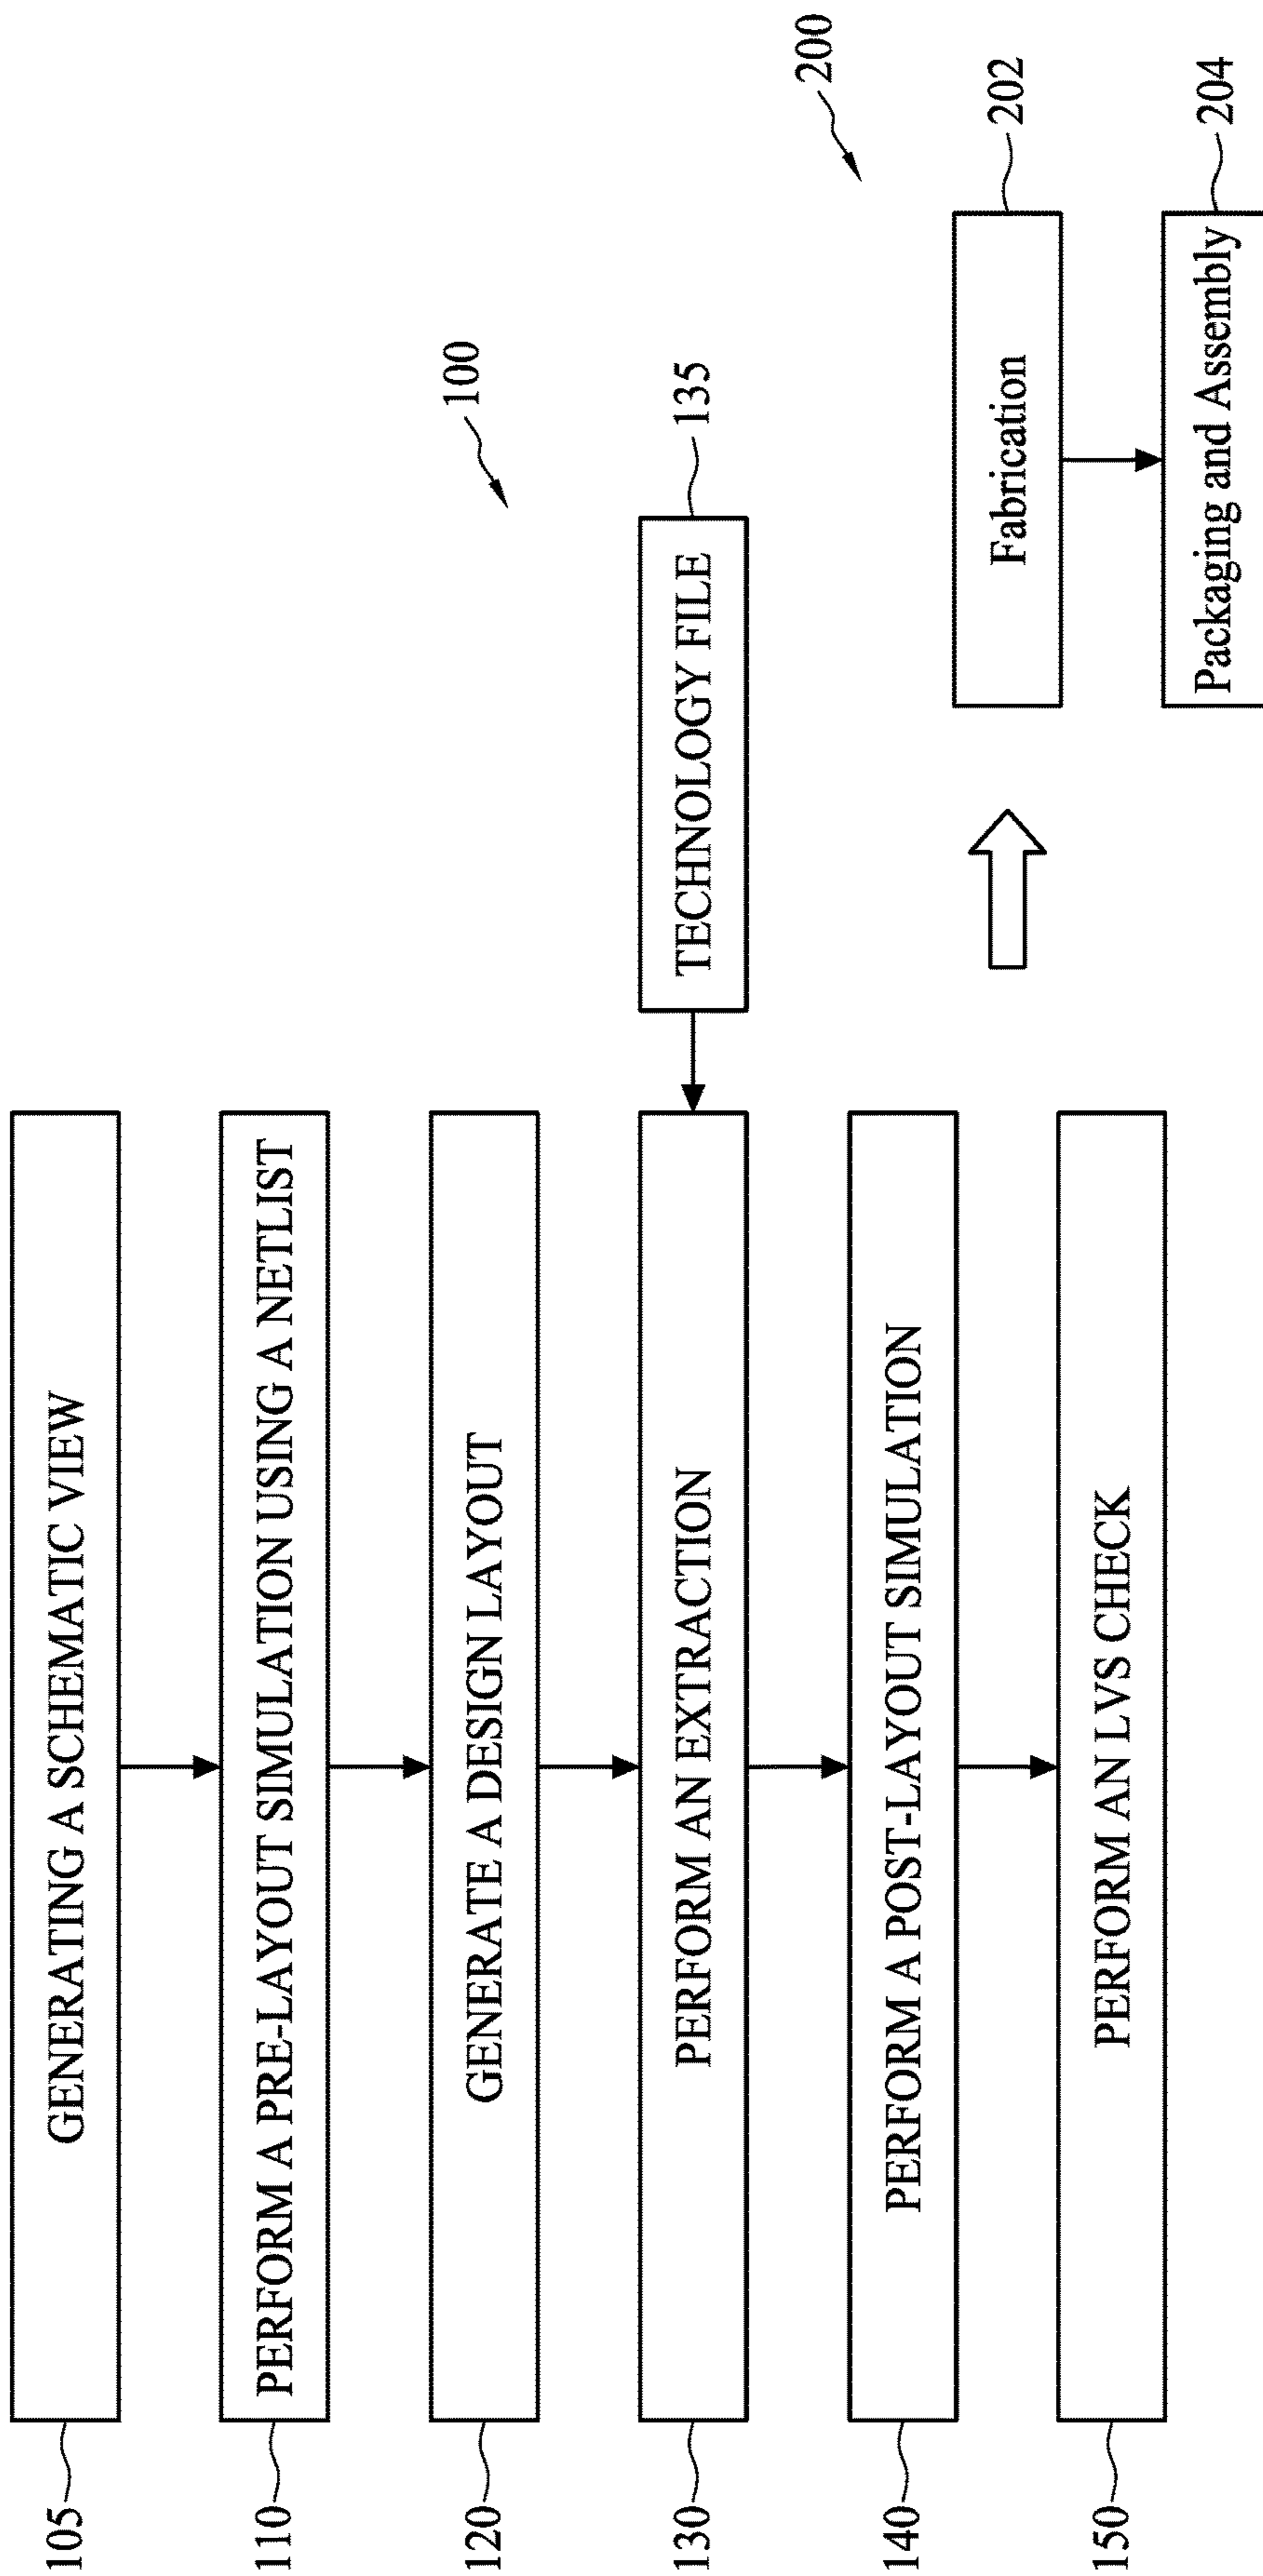 105
GENERATING A SCHEMATIC VIEW
110
PERFORM A PRE-LAYOUT SIMULATION USING A NETLIST
120
GENERATE A DESIGN LAYOUT
100
130
PERFORM AN EXTRACTION
TECHNOLOGY FILE
135
140
PERFORM A POST-LAYOUT SIMULATION
150
PERFORM AN LVS CHECK
200
Fabrication
202
Packaging and Assembly
204